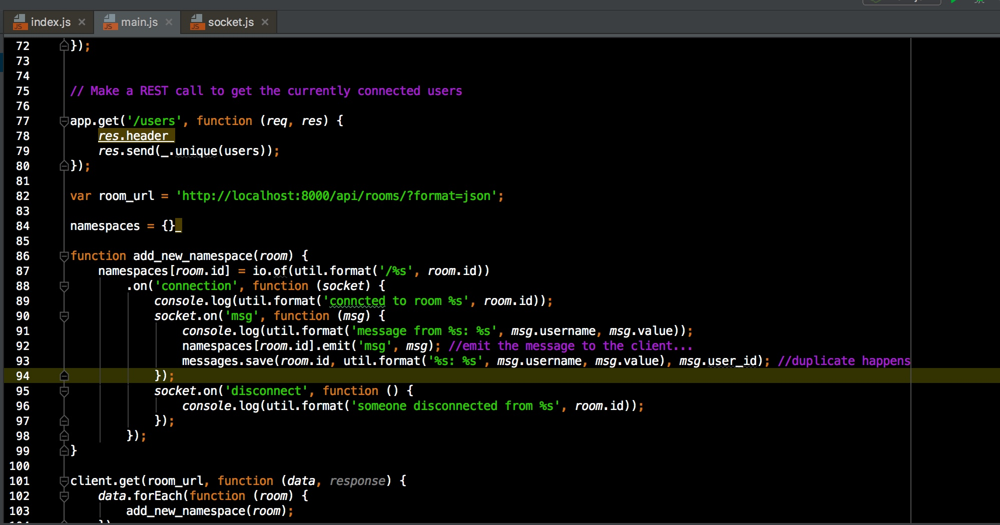 index.js main.js socket.js
72 });
73
74
75 // Make a REST call to get the currently connected users
76
77 app.get('/users', function (req, res) {
78 res.header
79 res.send(_.unique(users));
80 });
81
82 var room_url = 'http://localhost:8000/api/rooms/?format=json';
83
84 namespaces = {}
85
86 function add_new_namespace(room) {
87 namespaces[room.id] = io.of(util.format('/%s', room.id))
88 .on('connection', function (socket) {
89 console.log(util.format('conncted to room %s', room.id));
90 socket.on('msg', function (msg) {
91 console.log(util.format('message from %s: %s', msg.username, msg.value));
92 namespaces[room.id].emit('msg', msg); //emit the message to the client...
93 messages.save(room.id, util.format('%s: %s', msg.username, msg.value), msg.user_id); //duplicate happens
94 });
95 socket.on('disconnect', function () {
96 console.log(util.format('someone disconnected from %s', room.id));
97 });
98 });
99 }
100
101 client.get(room_url, function (data, response) {
102 data.forEach(function (room) {
103 add_new_namespace(room);